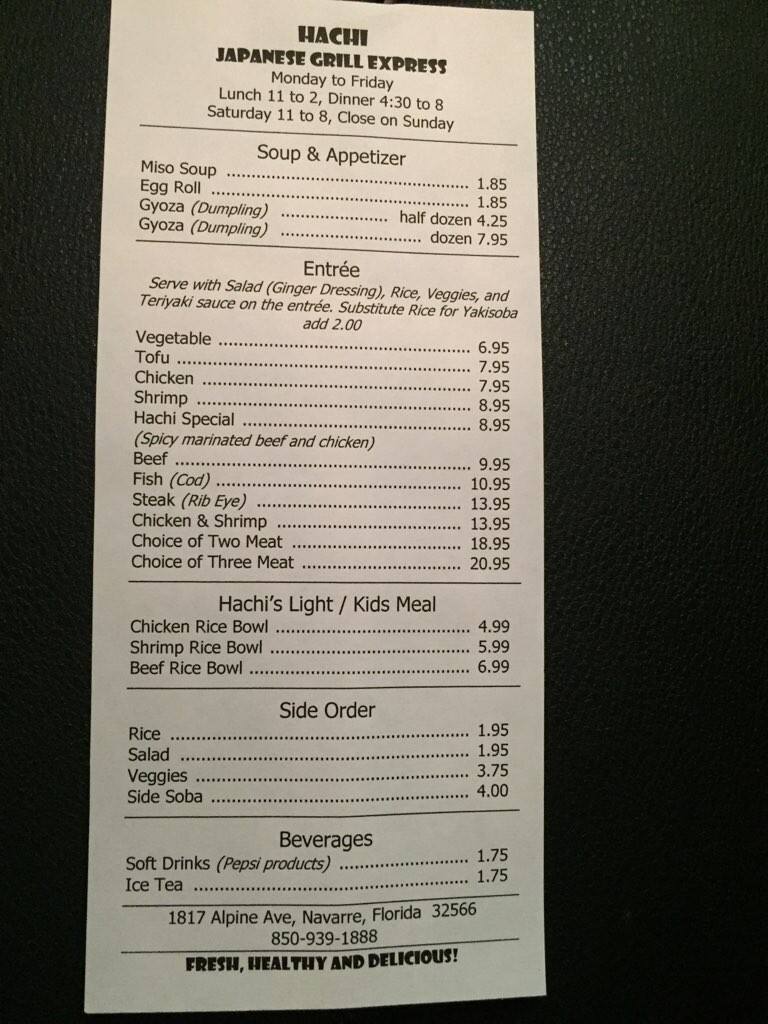 HACHI
JAPANESE GRILL EXPRESS
Monday to Friday
Lunch 11 to 2, Dinner 4:30 to 8
Saturday 11 to 8, Close on Sunday
Soup & Appetizer
Miso Soup ................................................ 1.85
Egg Roll ................................................... 1.85
Gyoza (Dumpling) ..................... half dozen 4.25
Gyoza (Dumpling) ............................ dozen 7.95
Entrée
Serve with Salad (Ginger Dressing), Rice, Veggies, and
Teriyaki sauce on the entrée. Substitute Rice for Yakisoba
add 2.00
Vegetable ................................................. 6.95
Tofu ......................................................... 7.95
Chicken .................................................... 7.95
Shrimp ..................................................... 8.95
Hachi Special ............................................ 8.95
(Spicy marinated beef and chicken)
Beef ......................................................... 9.95
Fish (Cod) ................................................ 10.95
Steak (Rib Eye) ........................................ 13.95
Chicken & Shrimp ..................................... 13.95
Choice of Two Meat .................................. 18.95
Choice of Three Meat ................................ 20.95
Hachi's Light / Kids Meal
Chicken Rice Bowl ..................................... 4.99
Shrimp Rice Bowl ...................................... 5.99
Beef Rice Bowl .......................................... 6.99
Side Order
Rice .......................................................... 1.95
Salad ........................................................ 1.95
Veggies ..................................................... 3.75
Side Soba ................................................. 4.00
Beverages
Soft Drinks (Pepsi products) ........................ 1.75
Ice Tea ..................................................... 1.75
1817 Alpine Ave, Navarre, Florida 32566
850-939-1888
FRESH, HEALTHY AND DELICIOUS!